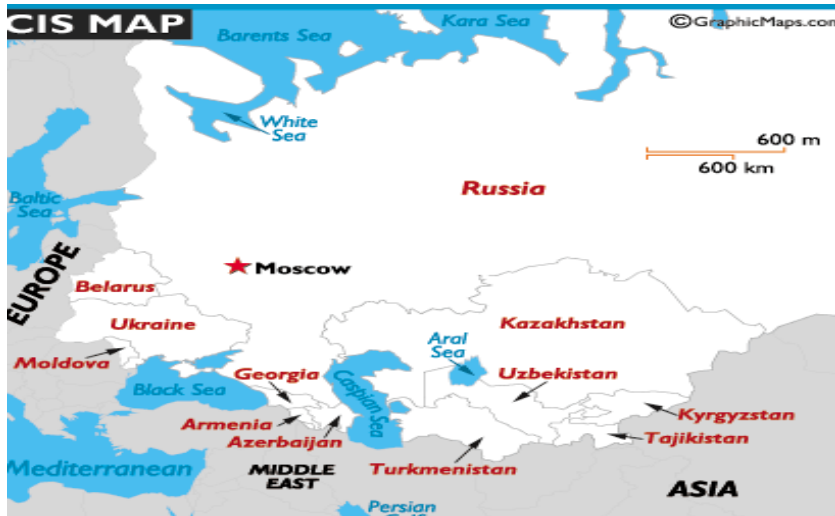 CIS MAP
Barents Sea
Kara Sea
©GraphicMaps.com
White
Sea
600 m
600 km
Russia
Baltic
Sea
EUROPE
Moscow
Belarus
Ukraine
Kazakhstan
Aral
Sea
Moldova
Georgia
Uzbekistan
Black Sea
Caspian Sea
Armenia
Azerbaijan
Kyrgyzstan
Tajikistan
Mediterranean
MIDDLE
EAST
Turkmenistan
ASIA
Persian